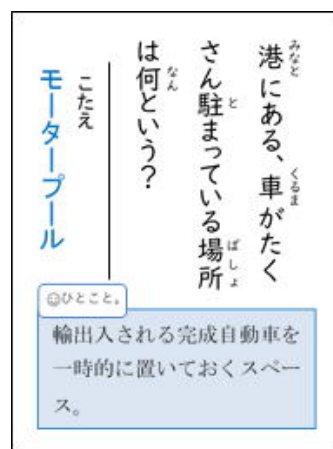 港にある、車がたく
さん駐まっている場所
は何という？
こたえ
モータープール
☺ひとこと。
輸出入される完成自動車を
一時的に置いておくスペー
ス。